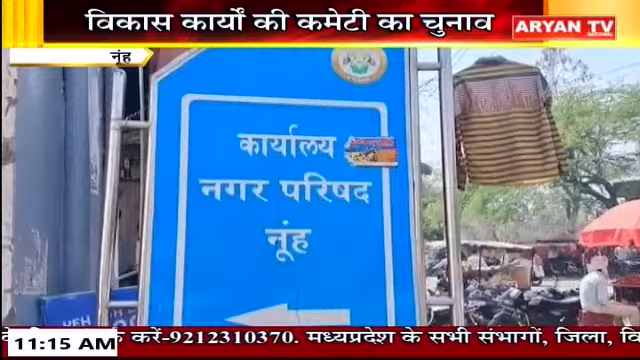 विकास कार्यों की कमेटी का चुनाव
ARYAN TV
नूंह
कार्यालय
नगर परिषद
नूंह
11:15 AM
करें-9212310370. मध्यप्रदेश के सभी संभागों, जिला, वि